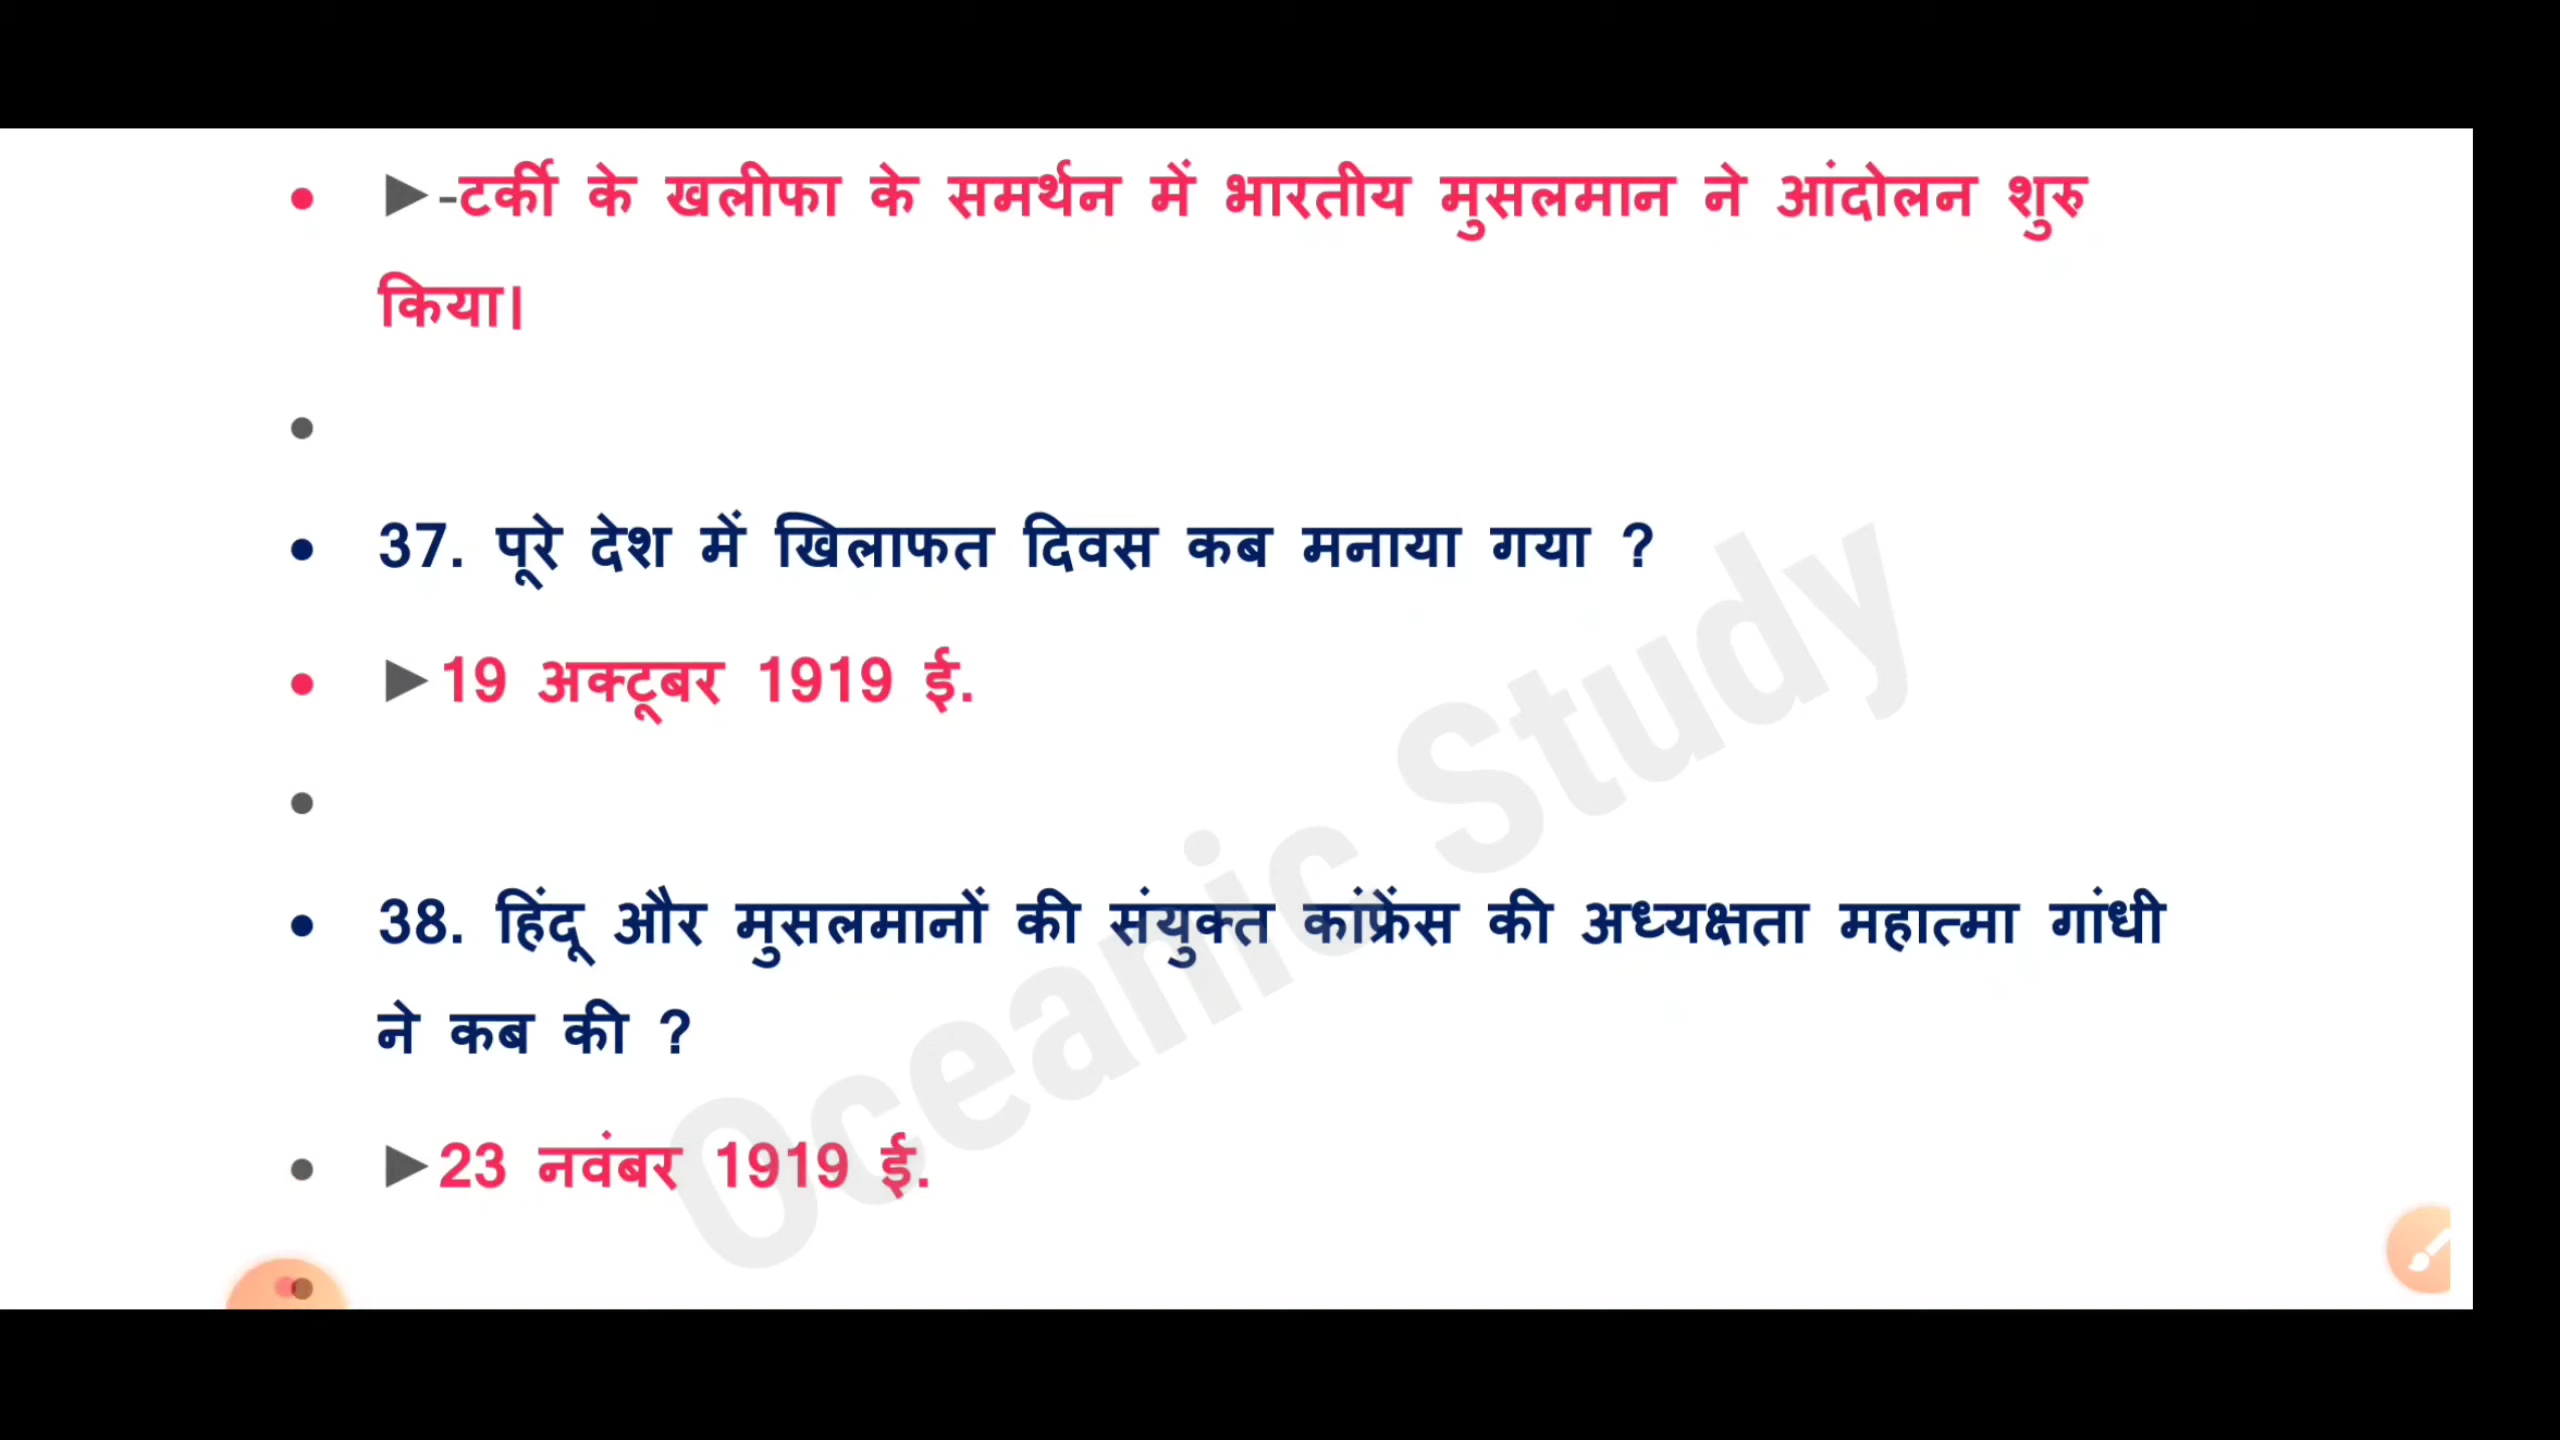 • ►-टर्की के खलीफा के समर्थन में भारतीय मुसलमान ने आंदोलन शुरु
किया।
•
• 37. पूरे देश में खिलाफत दिवस कब मनाया गया ?
• ►19 अक्टूबर 1919 ई.
•
• 38. हिंदू और मुसलमानों की संयुक्त कांफ्रेंस की अध्यक्षता महात्मा गांधी
ने कब की ?
• ►23 नवंबर 1919 ई.
•
Oceanic Study